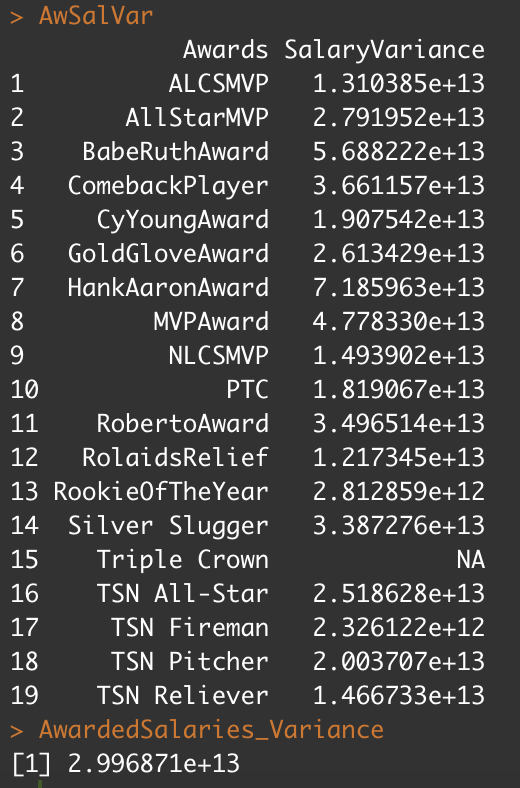 > AwSalVar
Awards SalaryVariance
1 ALCSMVP 1.310385e+13
2 AllStarMVP 2.791952e+13
3 BabeRuthAward 5.688222e+13
4 ComebackPlayer 3.661157e+13
5 CyYoungAward 1.907542e+13
6 GoldGloveAward 2.613429e+13
7 HankAaronAward 7.185963e+13
8 MVPAward 4.778330e+13
9 NLCSMVP 1.493902e+13
10 PTC 1.819067e+13
11 RobertoAward 3.496514e+13
12 RolaidsRelief 1.217345e+13
13 RookieOfTheYear 2.812859e+12
14 Silver Slugger 3.387276e+13
15 Triple Crown NA
16 TSN All-Star 2.518628e+13
17 TSN Fireman 2.326122e+12
18 TSN Pitcher 2.003707e+13
19 TSN Reliever 1.466733e+13
> AwardedSalaries_Variance
[1] 2.996871e+13